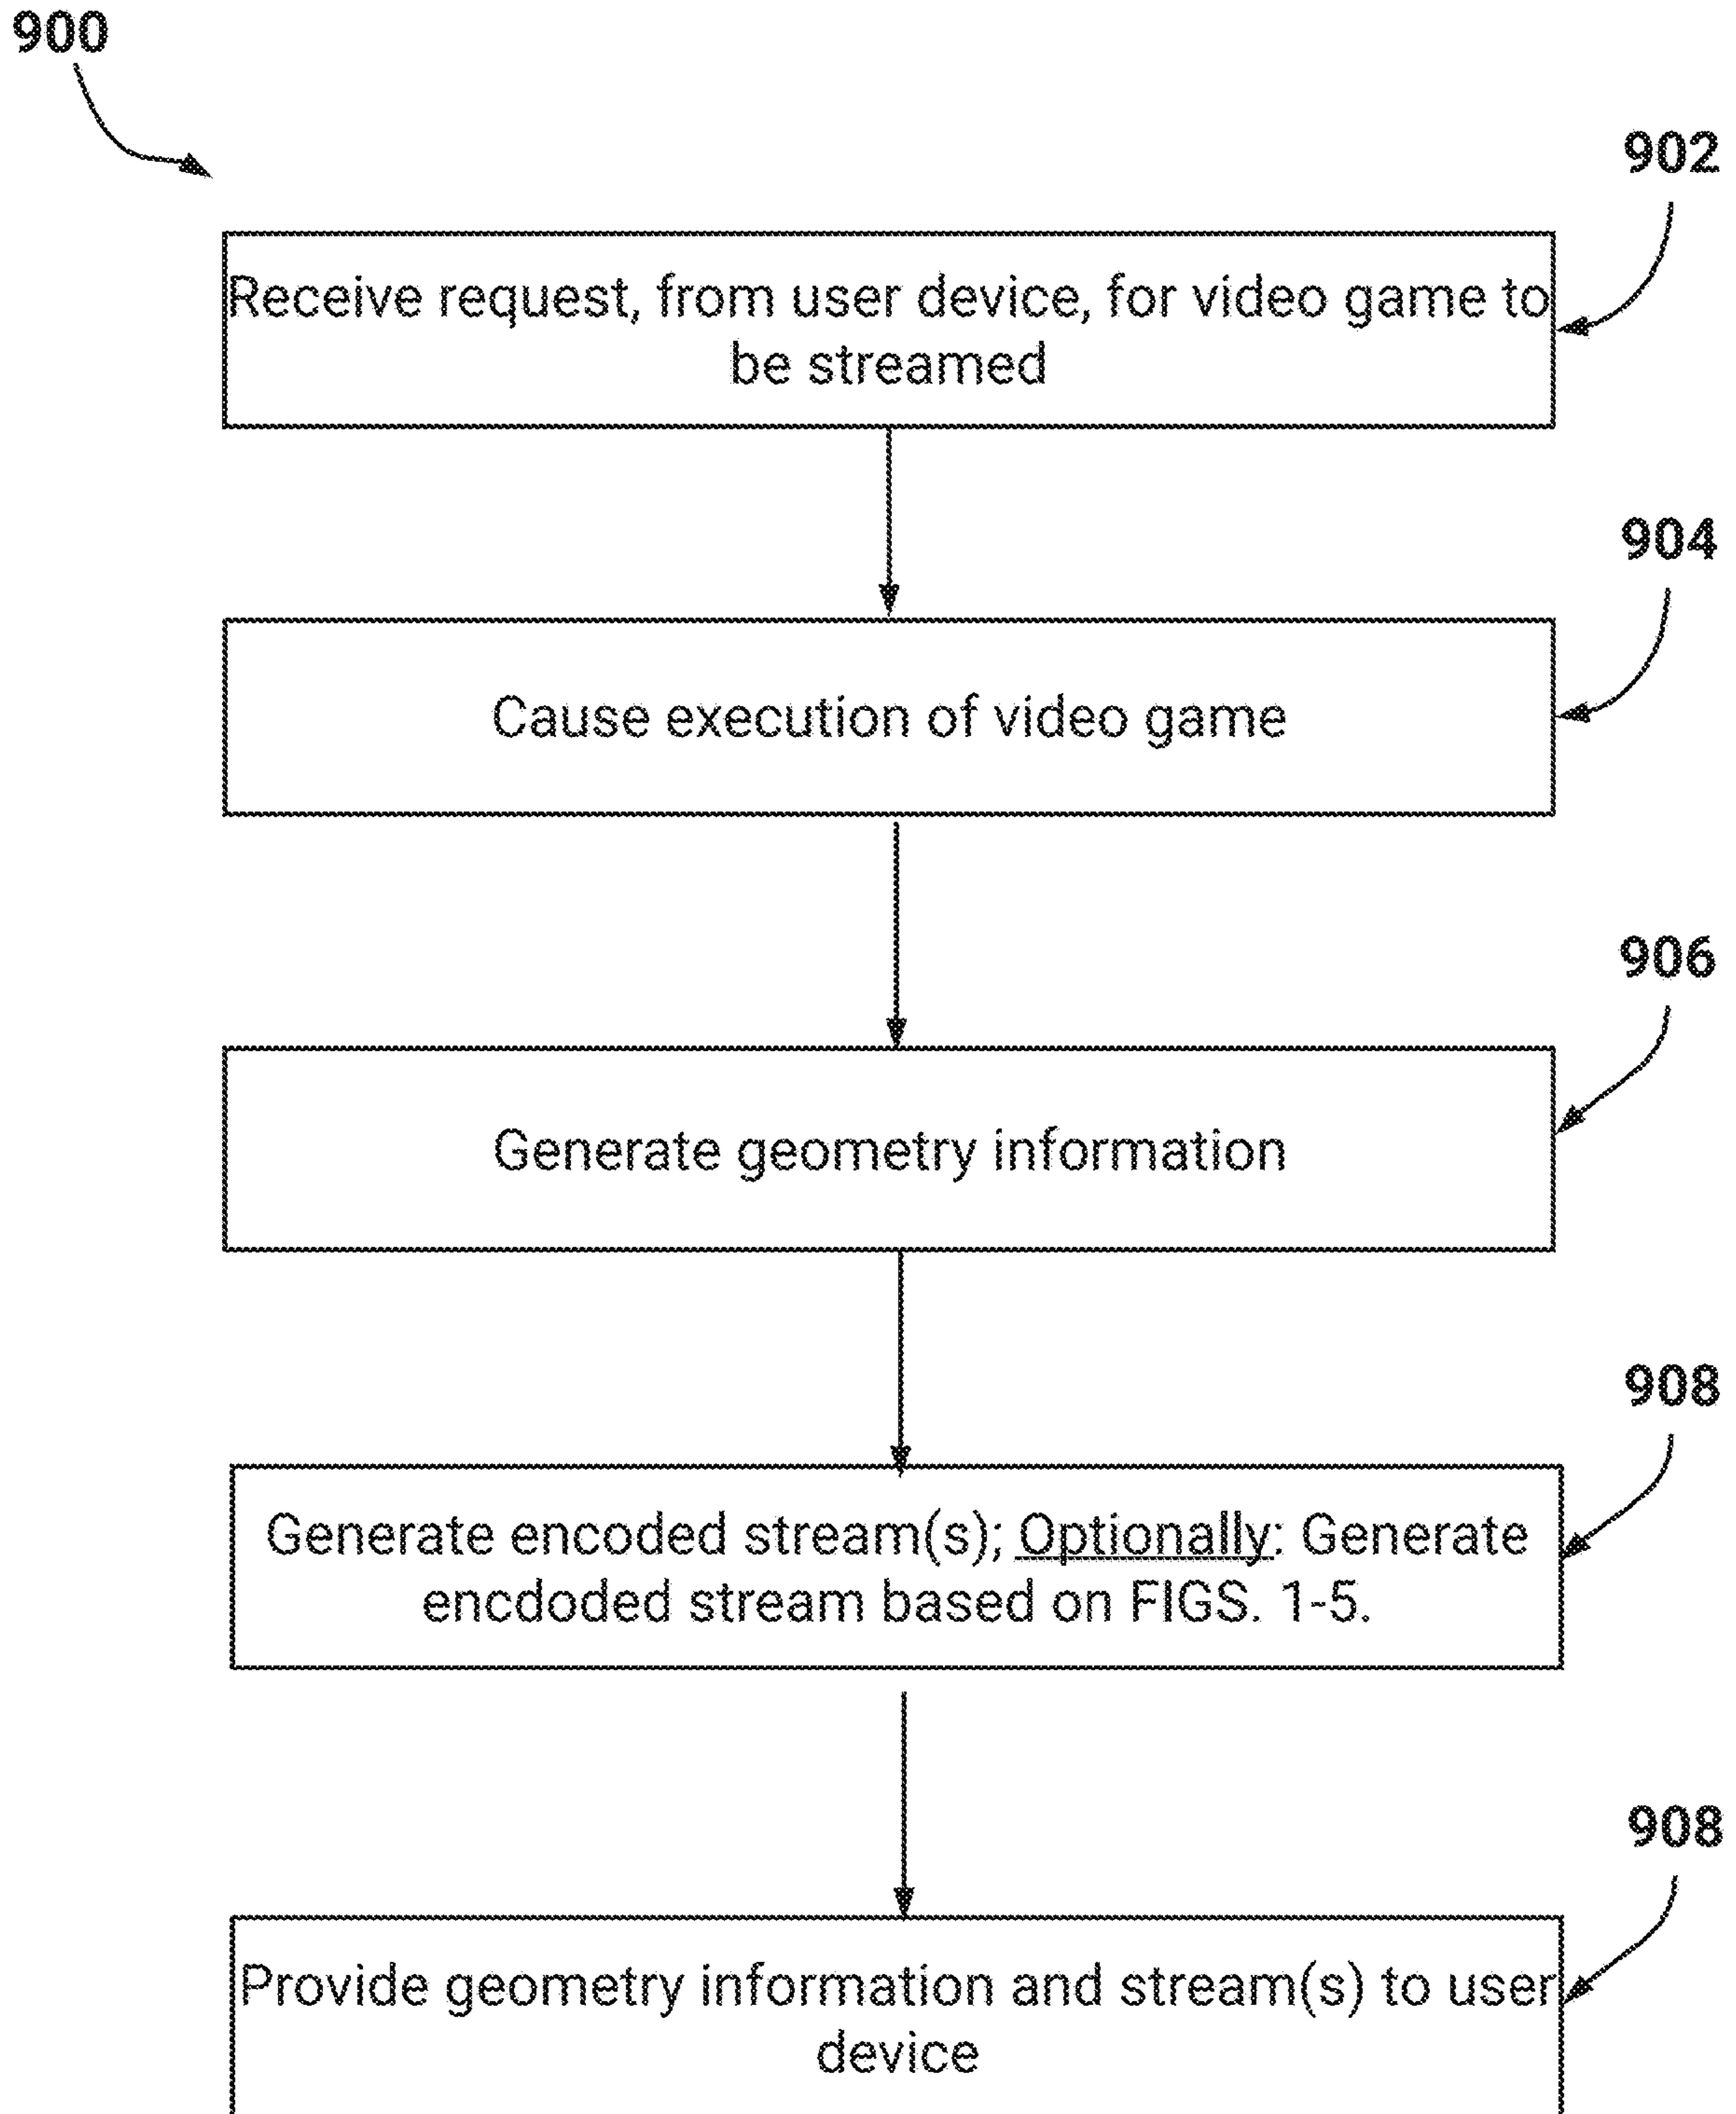 900
902
Receive request, from user device, for video game to
be streamed
904
Cause execution of video game
906
Generate geometry information
908
Generate encoded stream(s); Optionally: Generate
encdoded stream based on FIGS. 1-5.
908
Provide geometry information and stream(s) to user
device